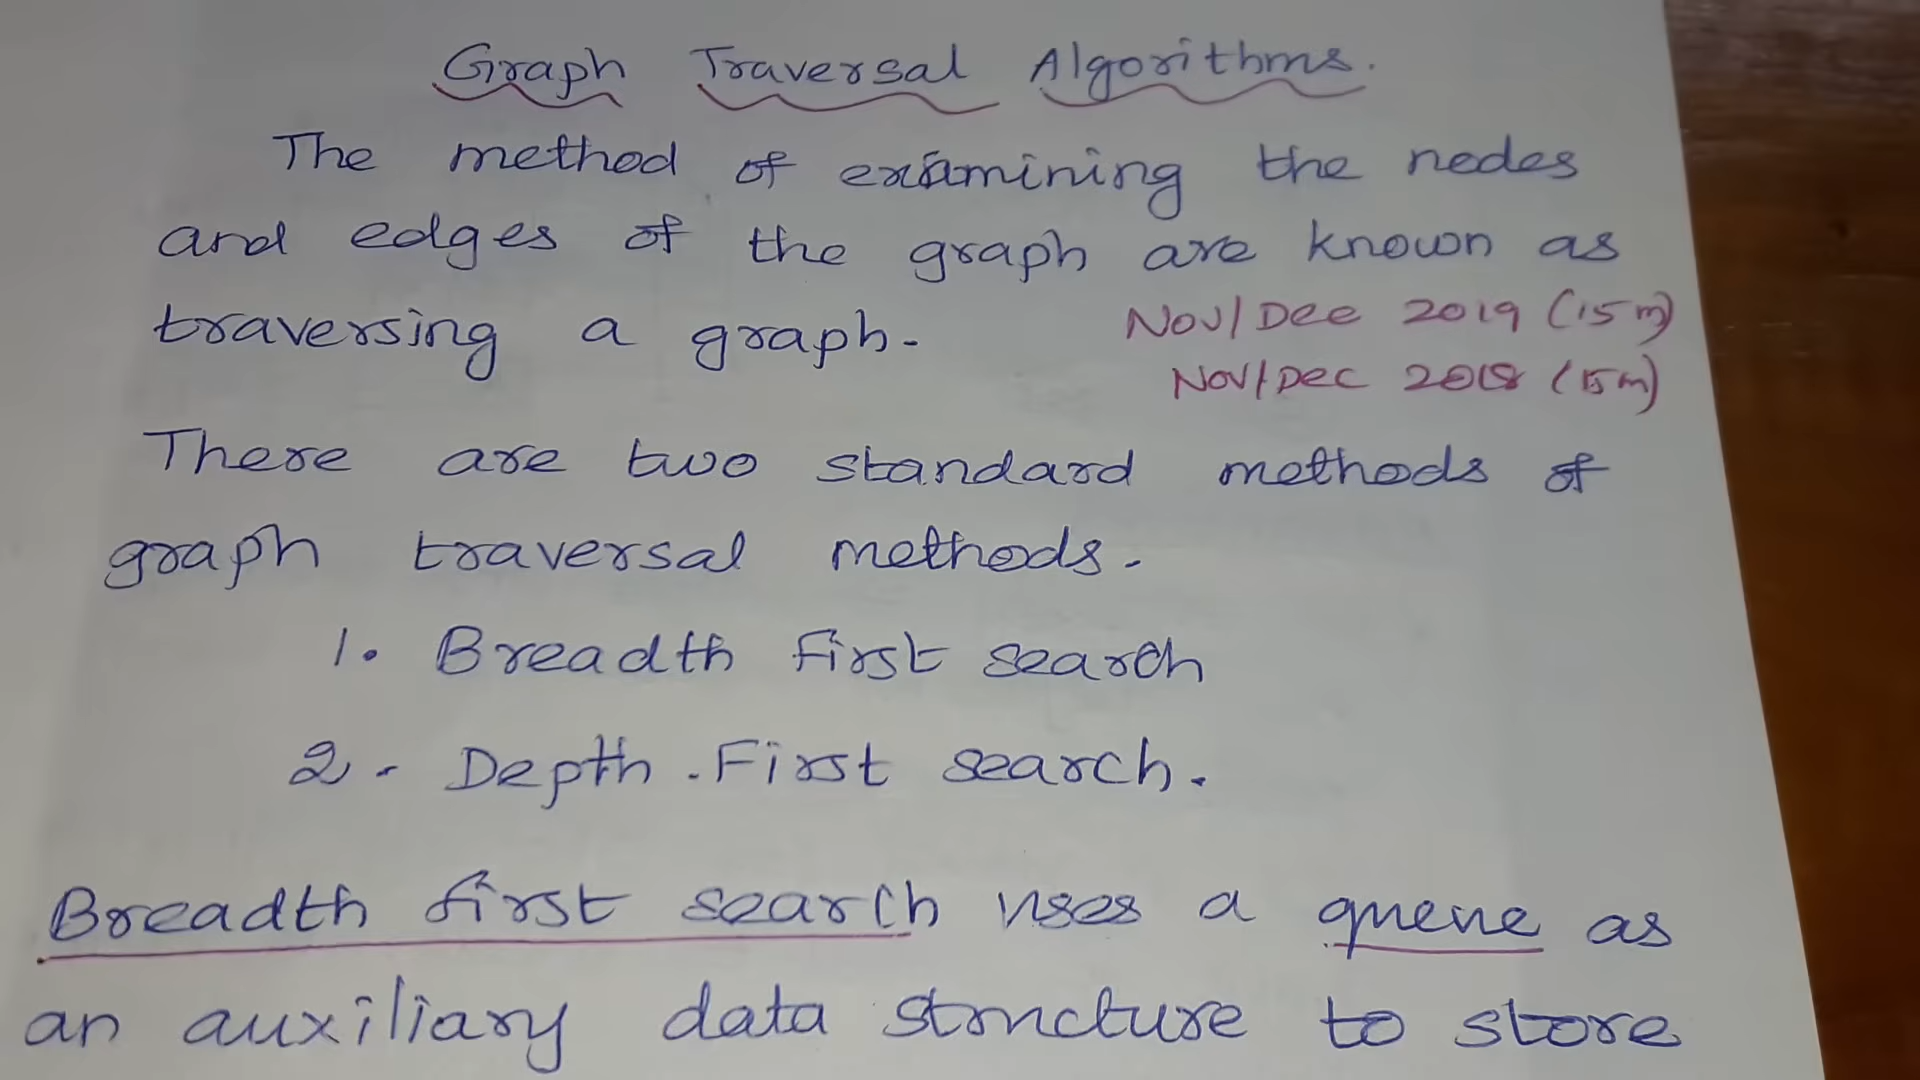 Graph Traversal Algorithms.
The method of examining the nodes
and edges of the graph are known as
traversing a graph.
Nov/Dec 2019 (15m)
Nov/Dec 2018 (15m)
There are two standard methods of
graph traversal methods.
1. Breadth first search
2. Depth.First search.
Breadth first search uses a queue as
an auxiliary data structure to store